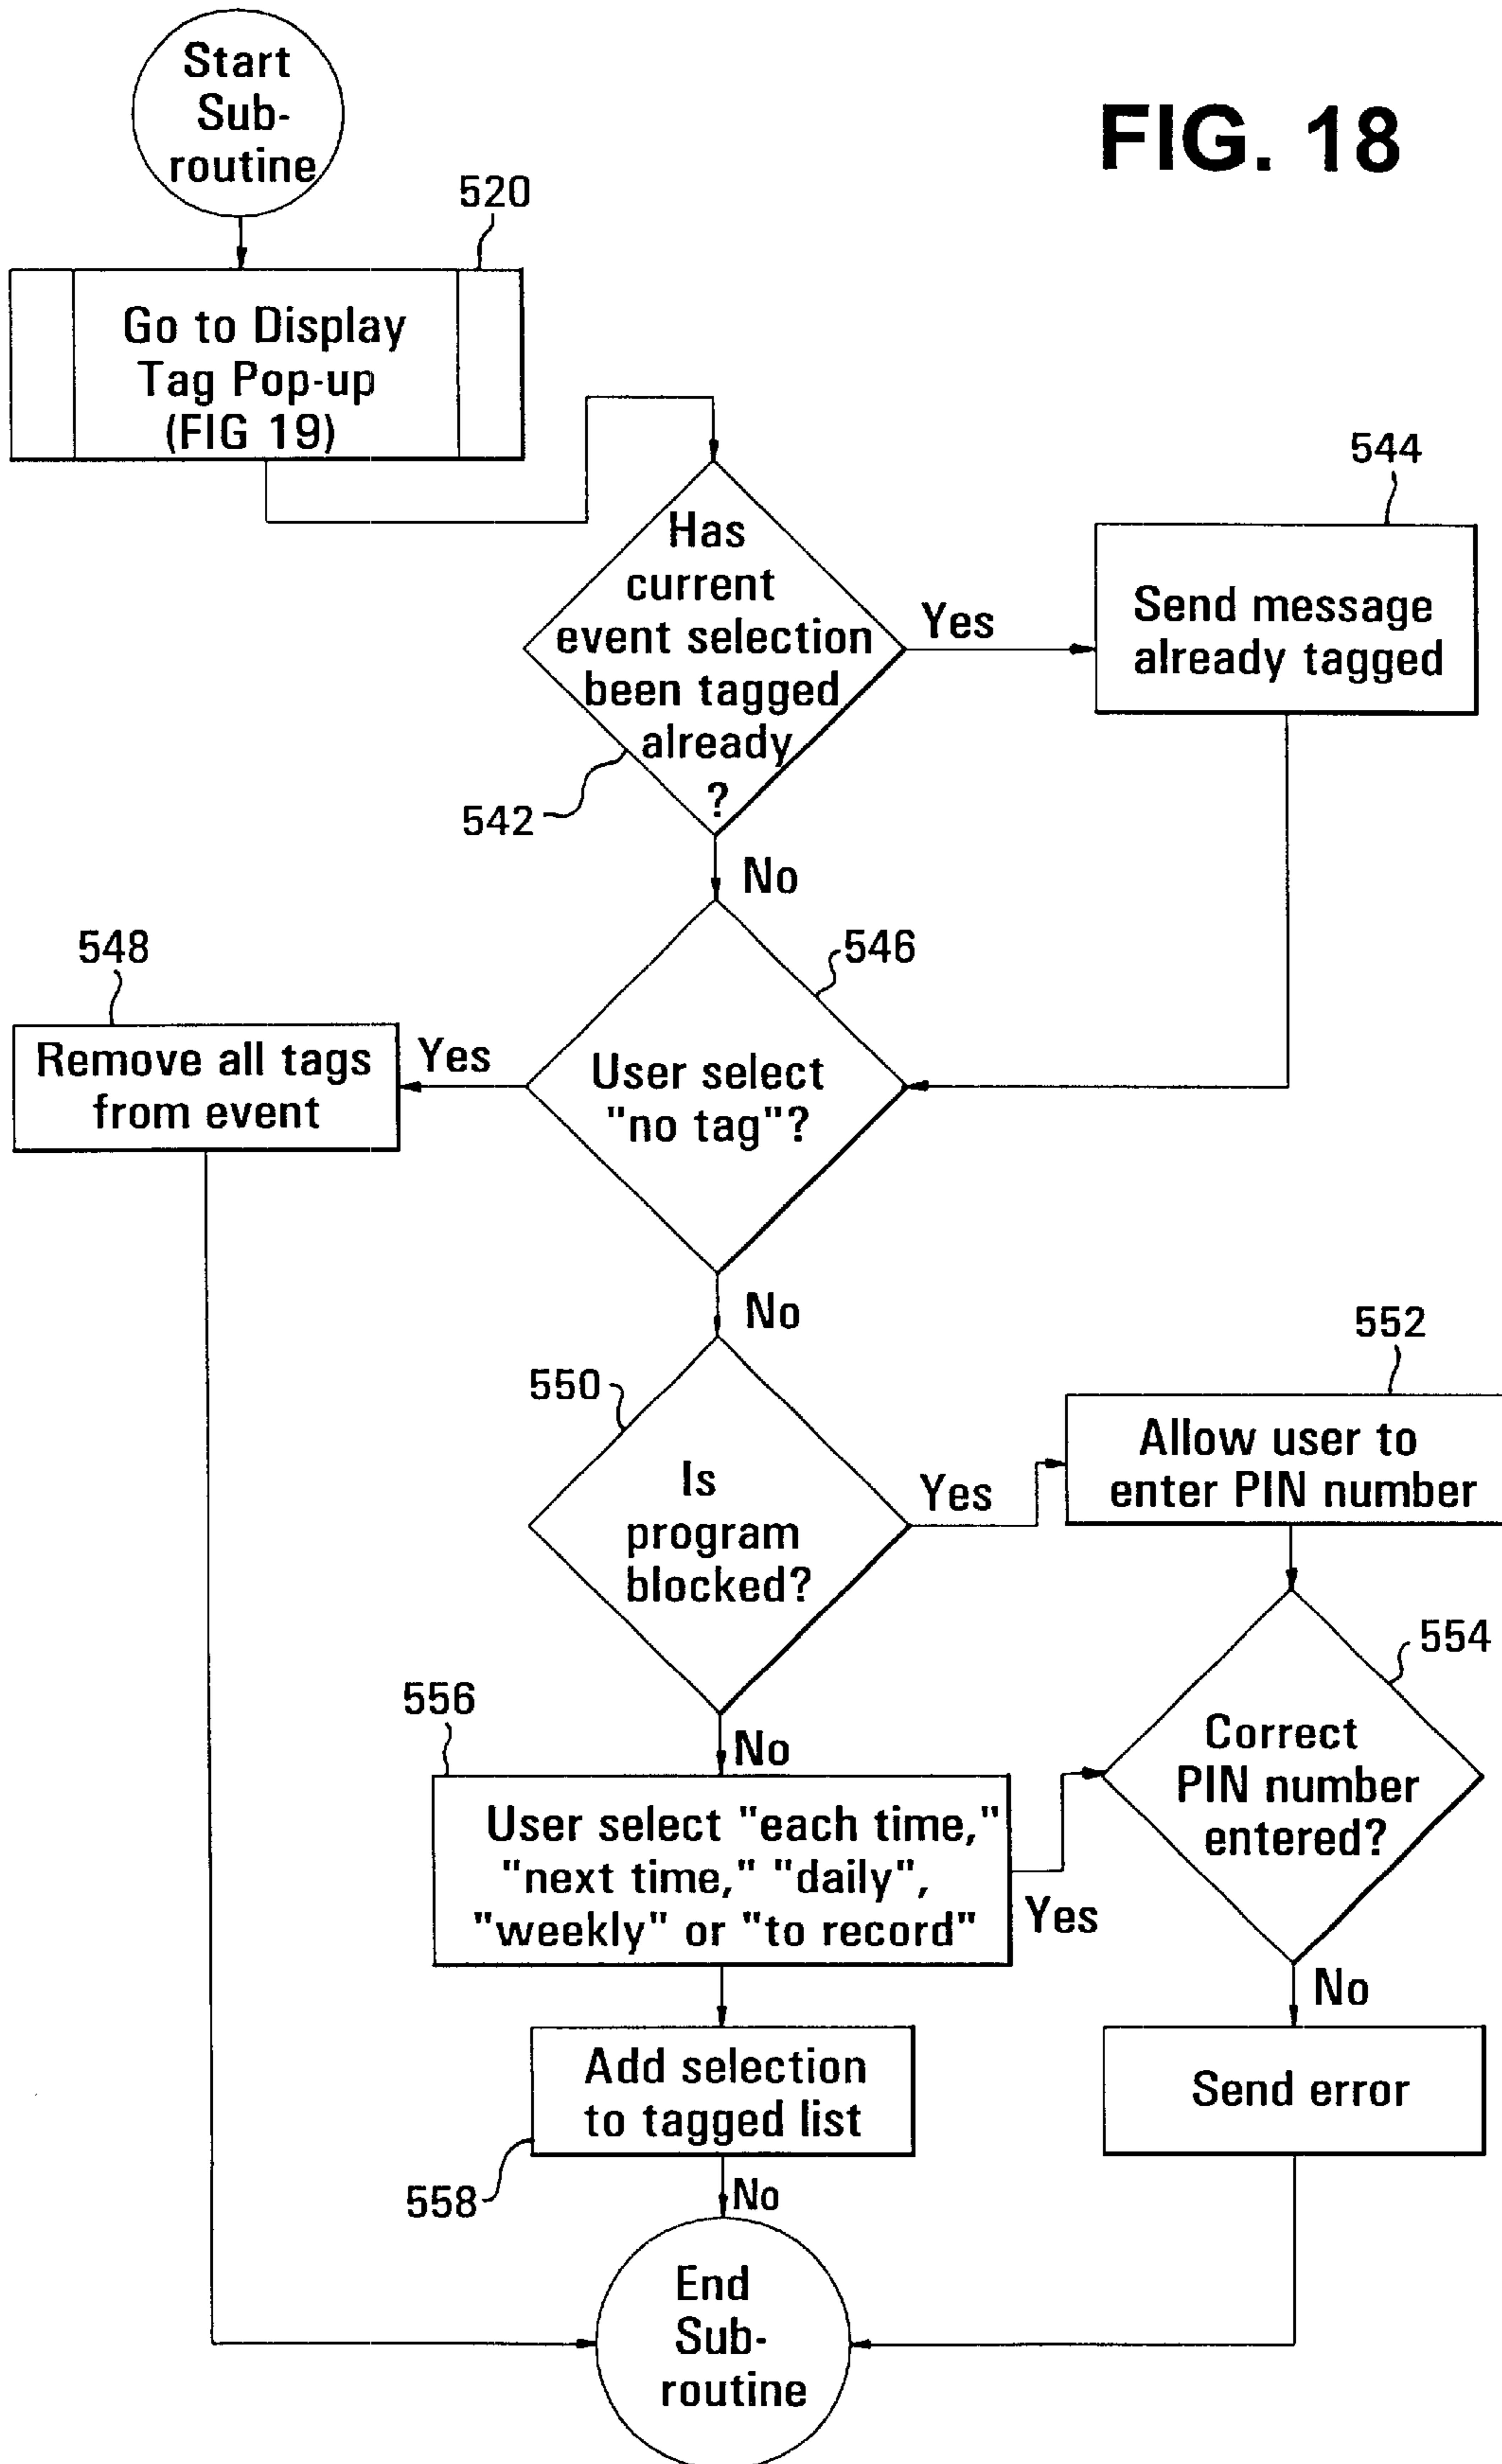 FIG. 18
Start
Sub-
routine
520
Go to Display
Tag Pop-up
(FIG 19)
544
Has
current
event selection
been tagged
already
?
Yes
Send message
already tagged
542
No
548
546
Remove all tags
from event
Yes
User select
"no tag"?
No
552
550
Allow user to
enter PIN number
Is
program
blocked?
Yes
554
556
No
Correct
PIN number
entered?
User select "each time,"
"next time," "daily",
"weekly" or "to record"
Yes
No
Add selection
to tagged list
Send error
558
No
End
Sub-
routine